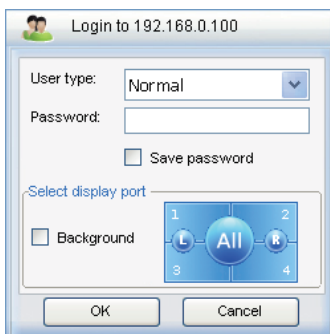 Login to 192.168.0.100
User type:
Normal
Password:
Save password
Select display port
Background
1 2
L All R
3 4
OK Cancel